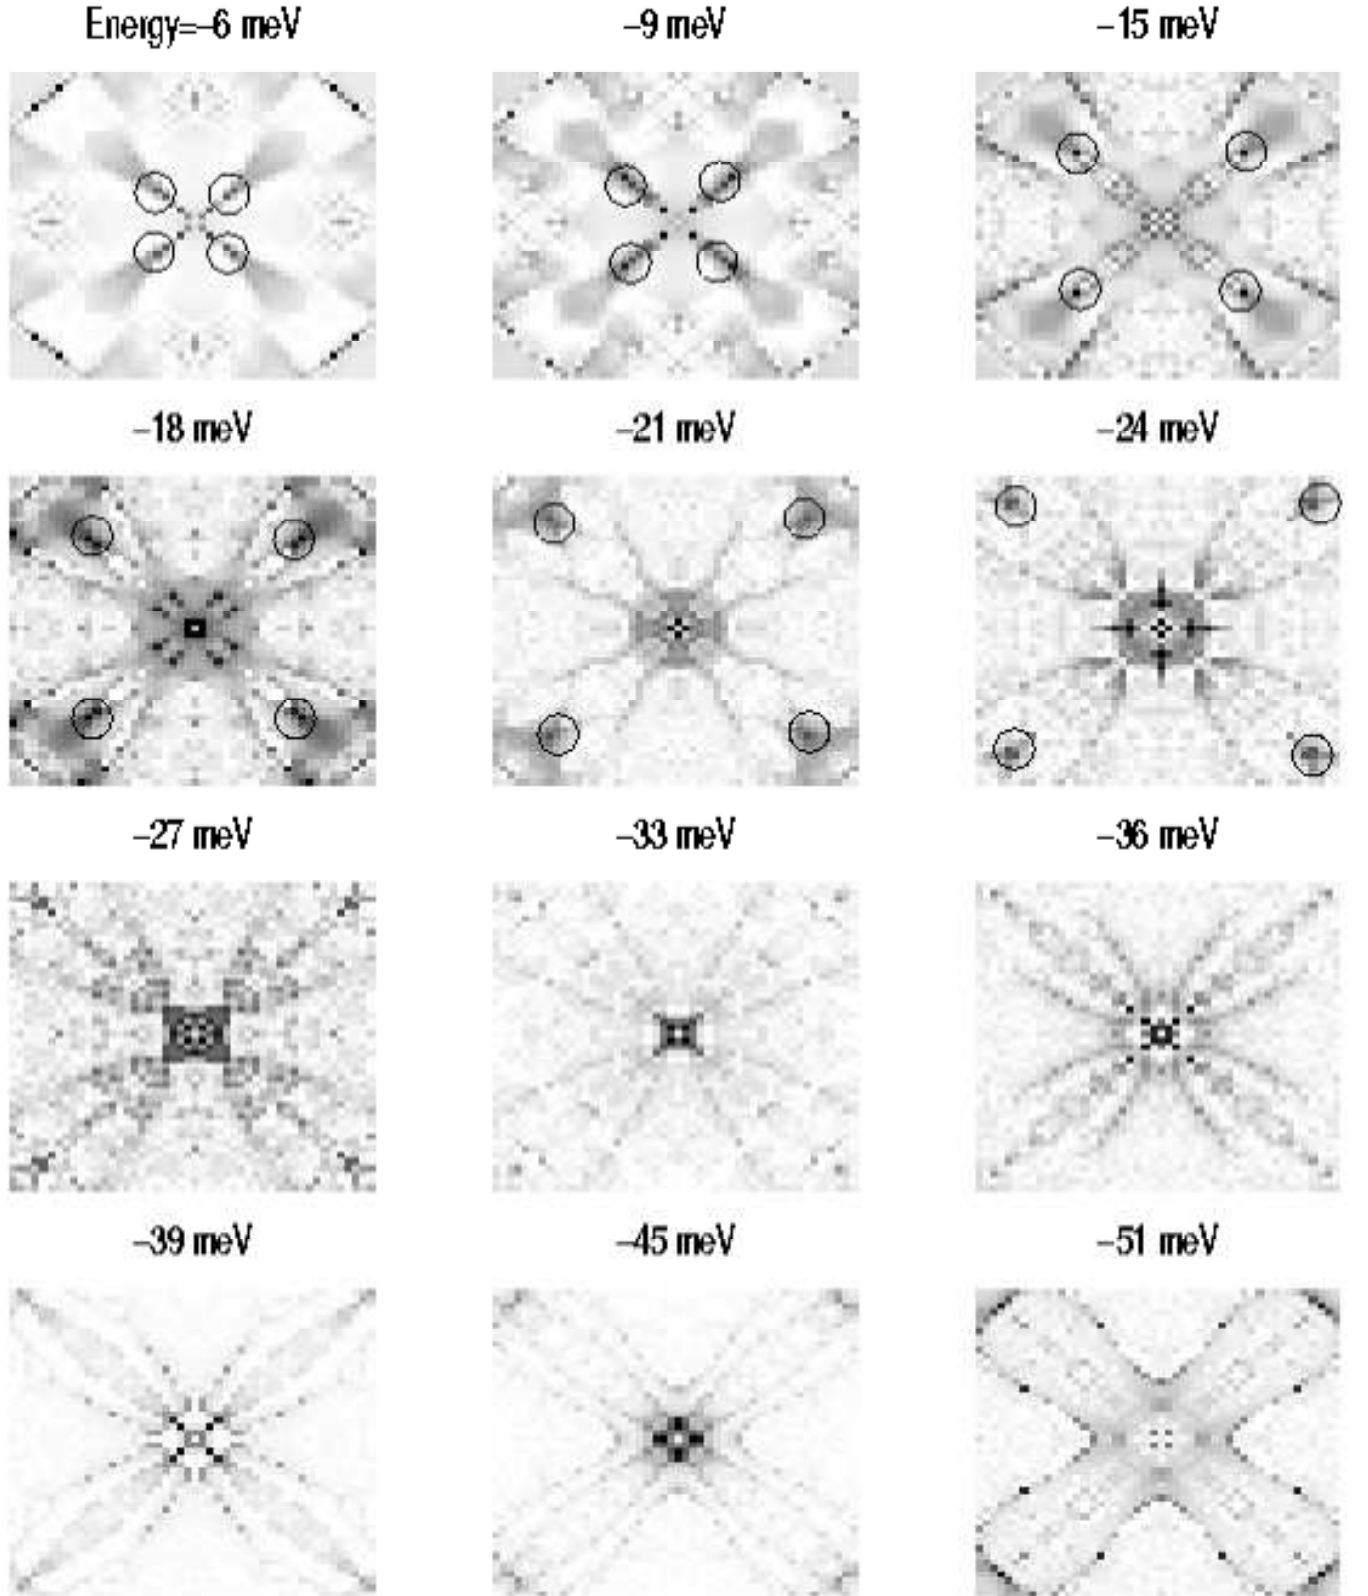 Energy=–6 meV –9 meV –15 meV
–18 meV –21 meV –24 meV
–27 meV –33 meV –36 meV
–39 meV –45 meV –51 meV